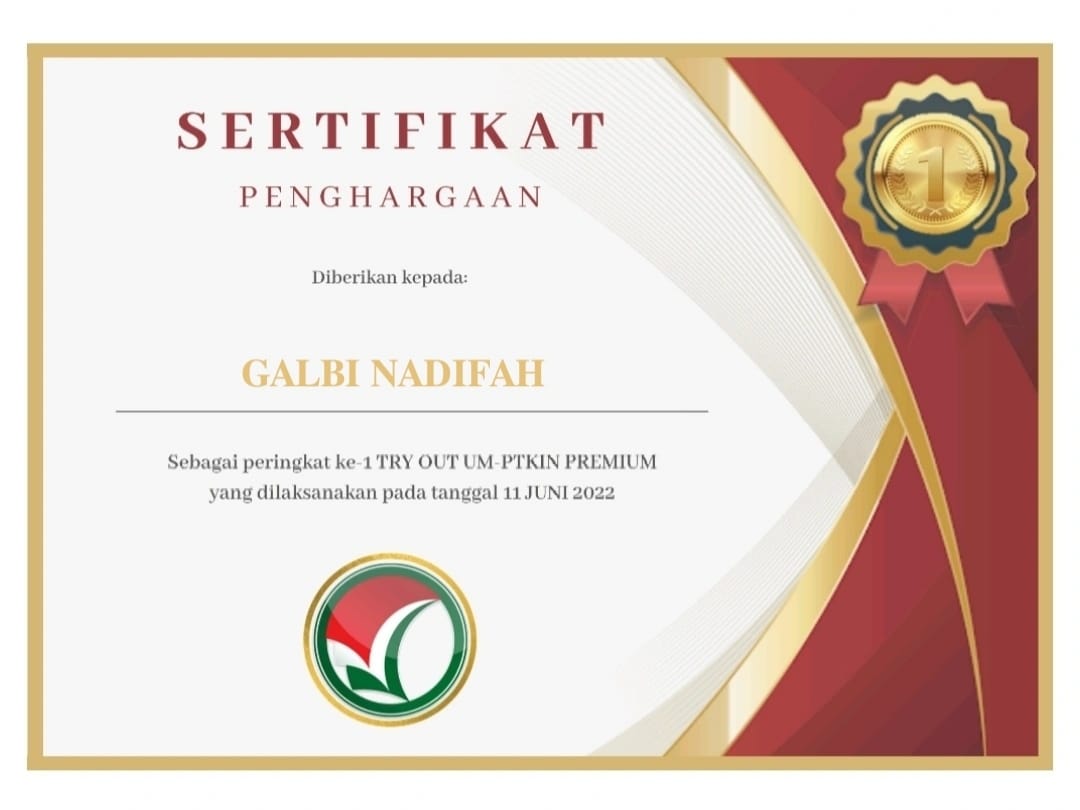 SERTIFIKAT
PENGHARGAAN
1
Diberikan kepada:
GALBI NADIFAH
Sebagai peringkat ke-1 TRY OUT UM-PTKIN PREMIUM
yang dilaksanakan pada tanggal 11 JUNI 2022